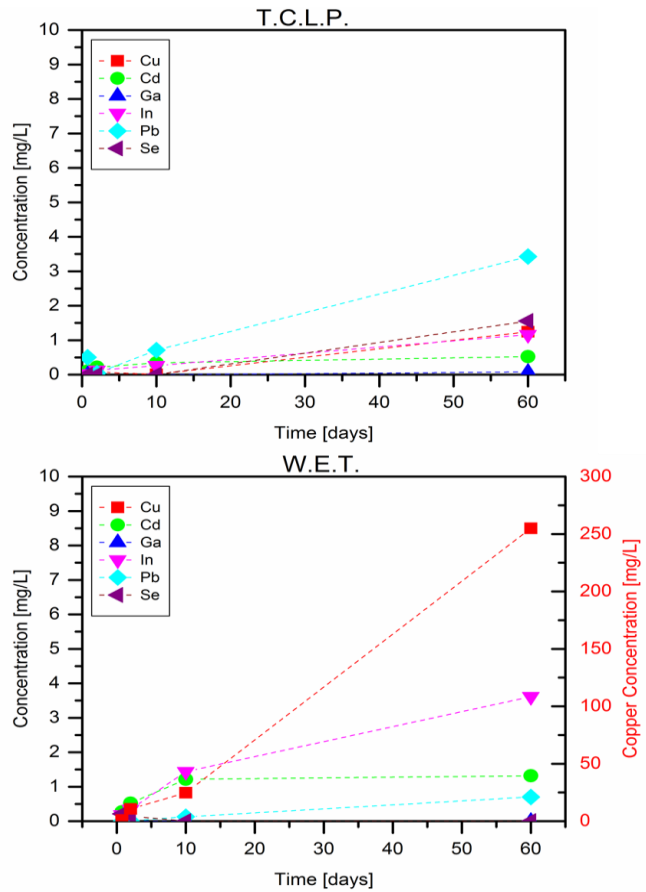 T.C.L.P.
10
9
8
7
6
5
4
3
2
1
0
Concentration [mg/L]
Cu
Cd
Ga
In
Pb
Se
0 10 20 30 40 50 60
Time [days]
W.E.T.
10
9
8
7
6
5
4
3
2
1
0
Concentration [mg/L]
Cu
Cd
Ga
In
Pb
Se
300
250
200
150
100
50
0
Copper Concentration [mg/L]
0 10 20 30 40 50 60
Time [days]